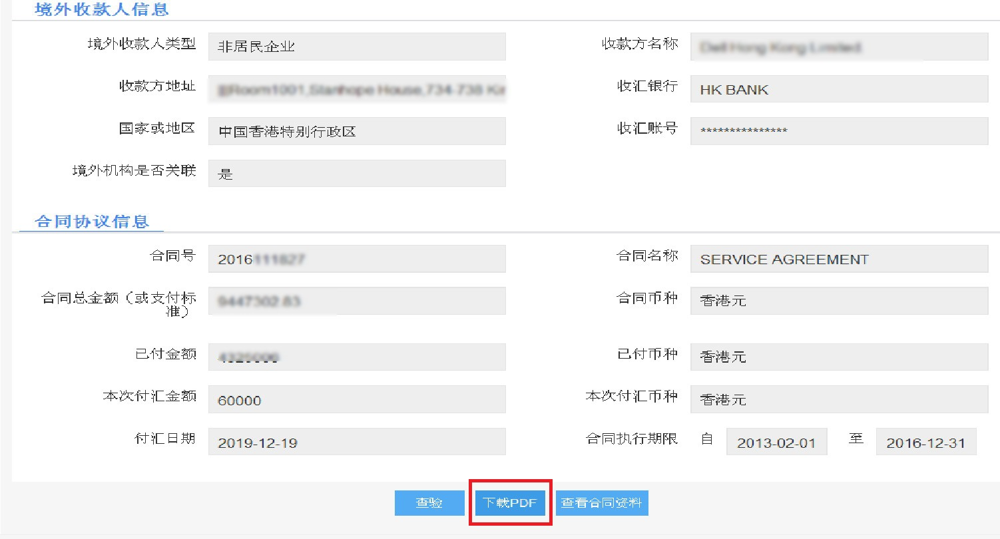 境外收款人信息
境外收款人类型 非居民企业 收款方名称 Dell Hong Kong Limited
收款方地址 Room1001,Stanhope House,734-738 收汇银行 HK BANK
国家或地区 中国香港特别行政区 收汇账号 ***************
境外机构是否关联 是
合同协议信息
合同号 2016 合同名称 SERVICE AGREEMENT
合同总金额（或支付标 合同币种 香港元
准）
已付金额 已付币种 香港元
本次付汇金额 60000 本次付汇币种 香港元
付汇日期 2019-12-19 合同执行期限 自 2013-02-01 至 2016-12-31
查验 下载PDF 查看合同资料